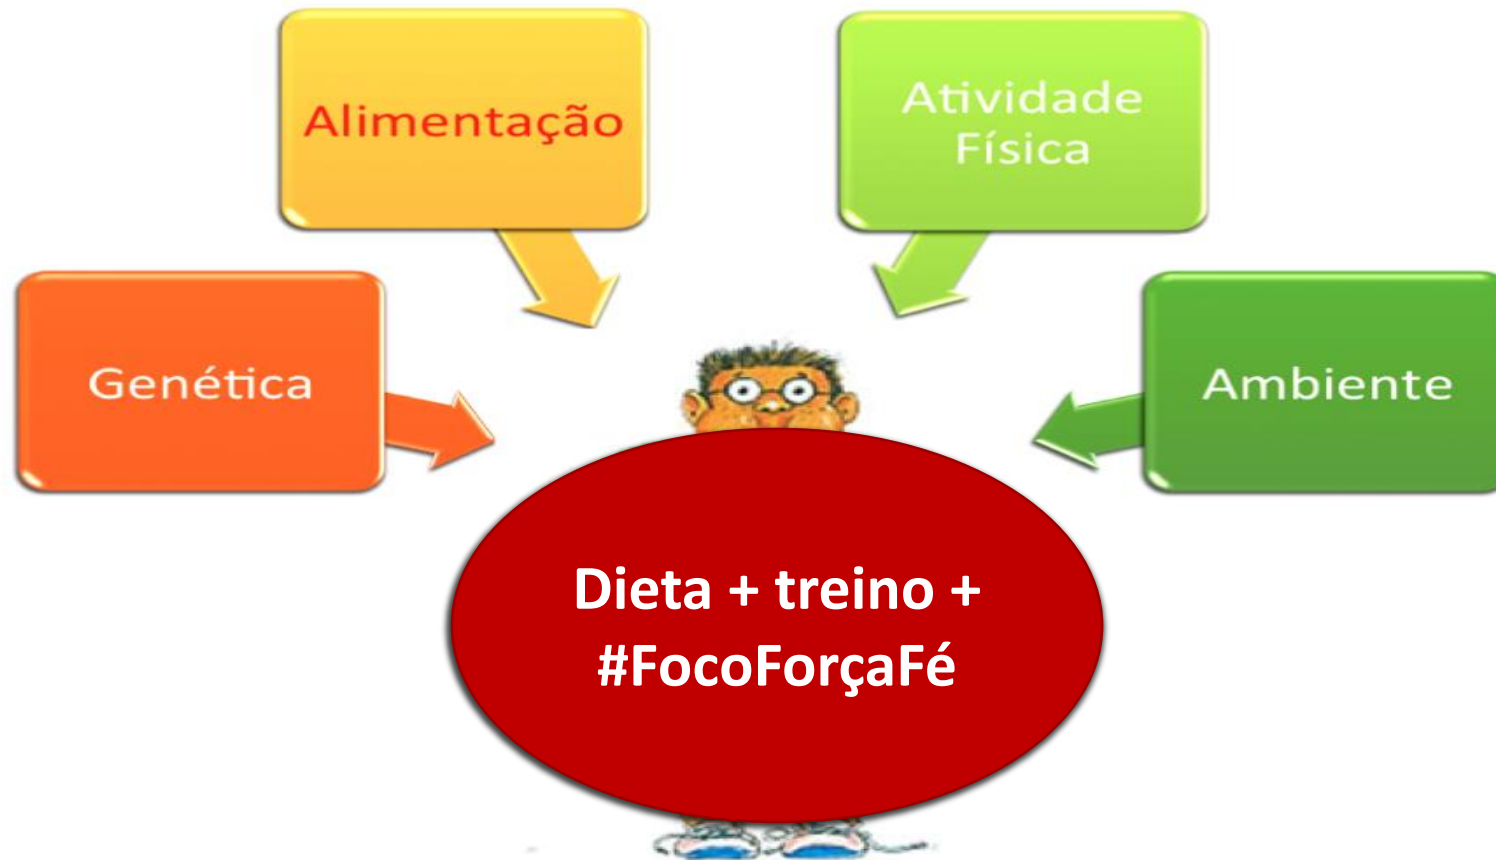 Alimentação
Atividade
Física
Genética
Ambiente
Dieta + treino +
#FocoForçaFé